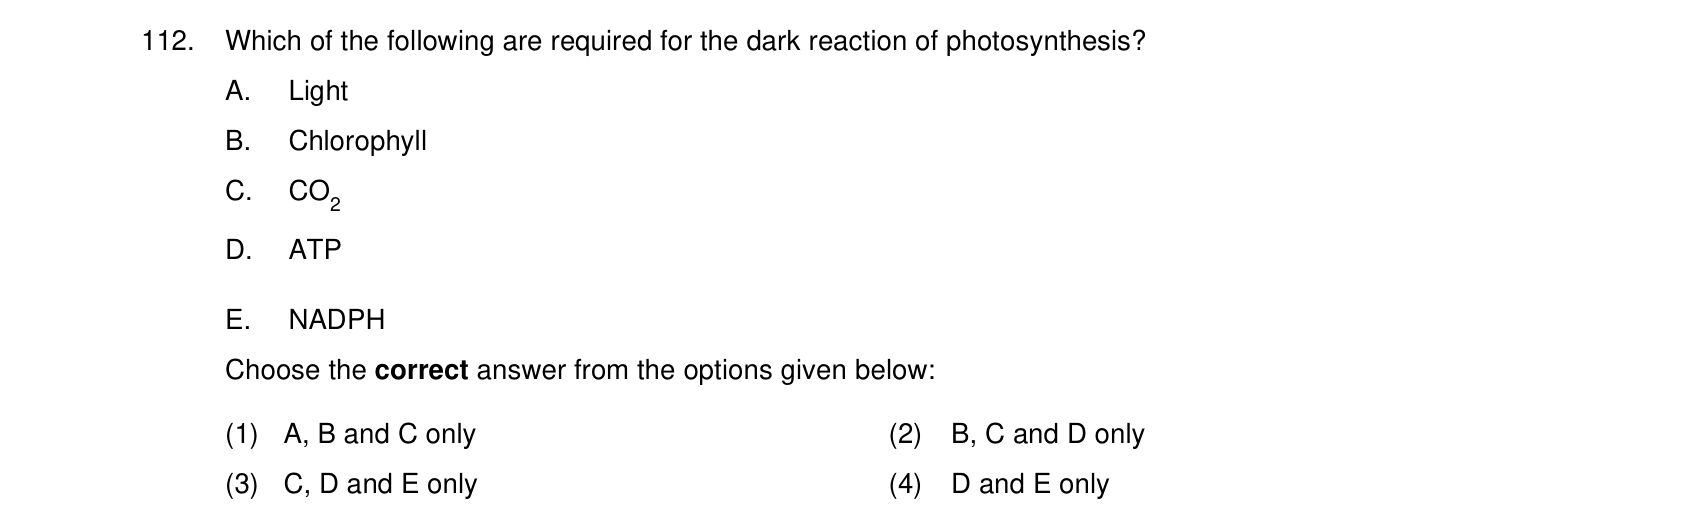 112. Which of the following are required for the dark reaction of photosynthesis?
A. Light
B. Chlorophyll
C. CO₂
D. ATP
E. NADPH
Choose the correct answer from the options given below:
(1) A, B and C only (2) B, C and D only
(3) C, D and E only (4) D and E only